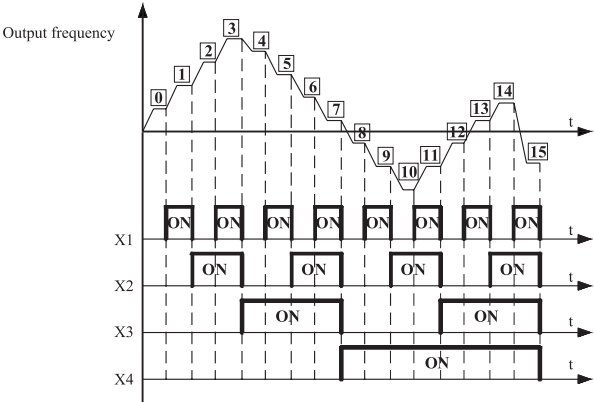 Output frequency
0
1
2
3
4
5
6
7
8
9
10
11
12
13
14
15
t
X1
ON ON ON ON ON ON ON ON
t
X2
ON ON ON ON
t
X3
ON ON
t
X4
ON
t